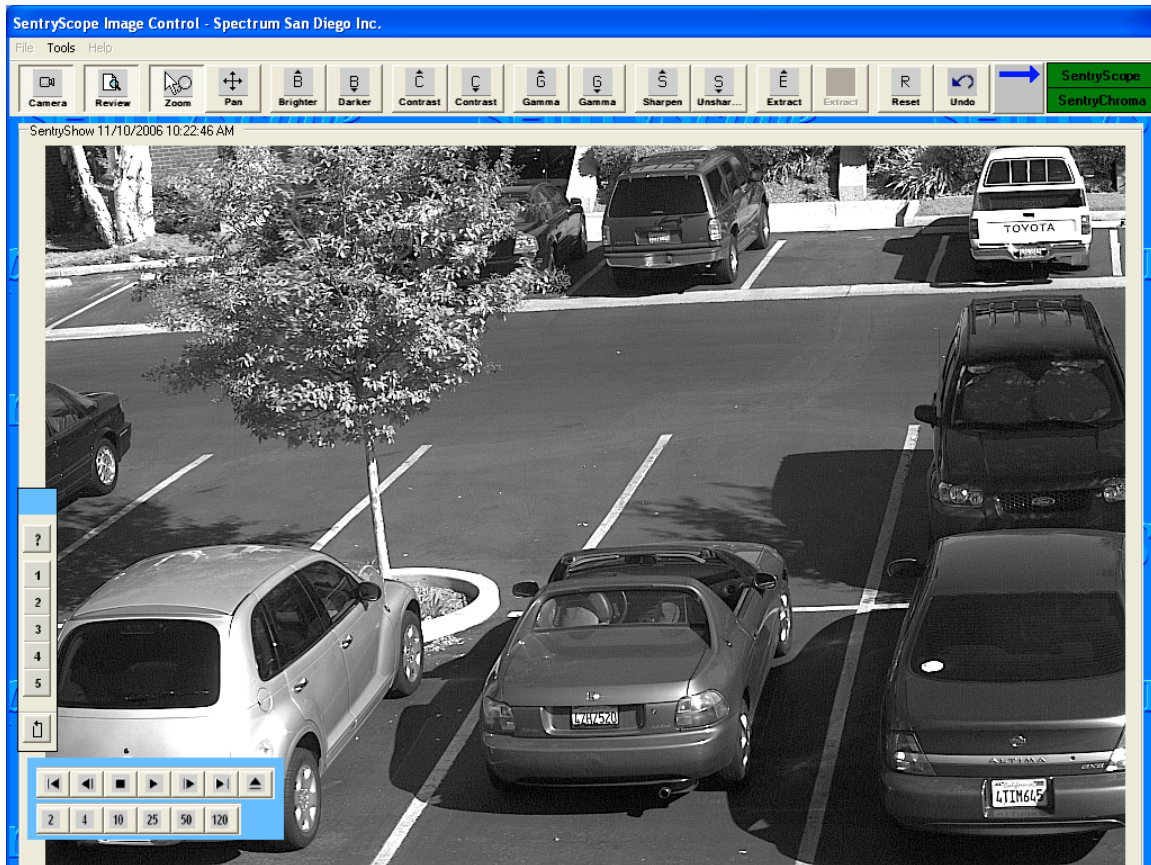 SentryScope Image Control - Spectrum San Diego Inc.
File Tools Help
Camera Review Zoom Pan Brighter Darker Contrast Contrast Gamma Gamma Sharpen Unshar... Extract Extract Reset Undo
B B C C G G S S E R
SentryScope
SentryChroma
SentryShow 11/10/2006 10:22:46 AM
TOYOTA
?
1
2
3
4
5
ALTIMA GXE
California
4TIM645
2 4 10 25 50 120